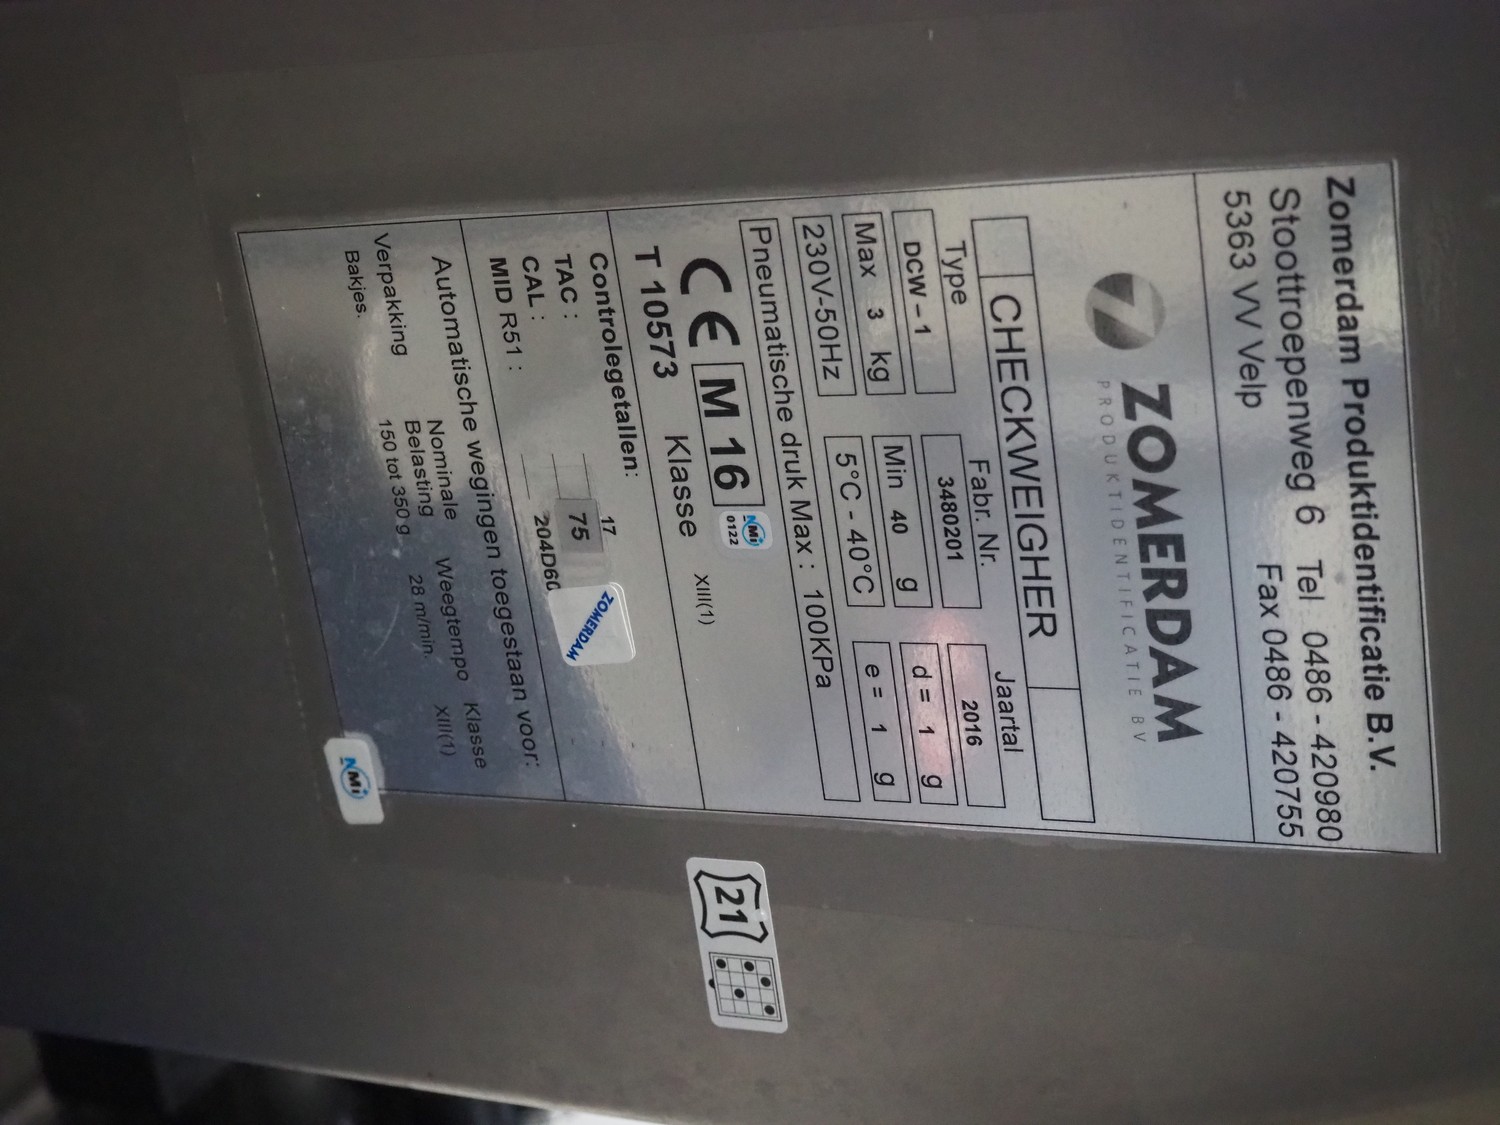 Zomerdam Produktidentificatie B.V.
Stoottroepenweg 6 Tel. 0486 - 420980
5363 VV Velp Fax 0486 - 420755
ZOMERDAM
PRODUKTIDENTIFICATIE BV
CHECKWEIGHER
Type Fabr. Nr. Jaartal
DCW – 1 3480201 2016
Max 3 kg Min 40 g d = 1 g
230V-50Hz 5°C - 40°C e = 1 g
Pneumatische druk Max : 100KPa
CE M 16 NMi 0122
T 10573 Klasse XIII(1)
Controlegetallen:
TAC : 17
CAL : 75
MID R51 : 204D60
ZOMERDAM
Automatische wegingen toegestaan voor:
Verpakking Nominale Belasting Weegtempo Klasse
Bakjes. 150 tot 350 g 28 m/min. XIII(1)
NMi
21